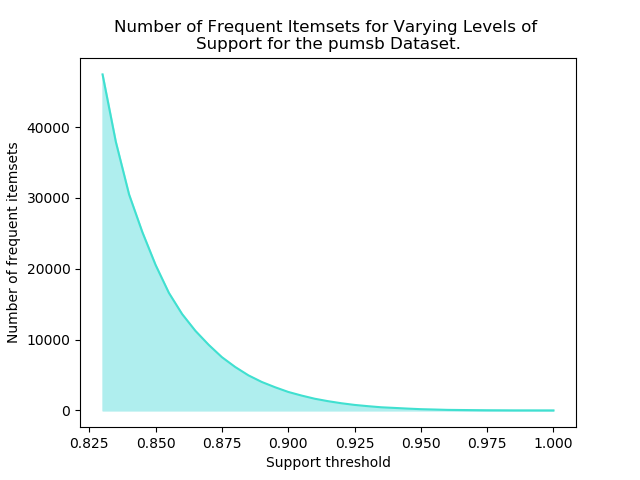 Number of Frequent Itemsets for Varying Levels of
Support for the pumsb Dataset.
Number of frequent itemsets
40000
30000
20000
10000
0
0.825 0.850 0.875 0.900 0.925 0.950 0.975 1.000
Support threshold